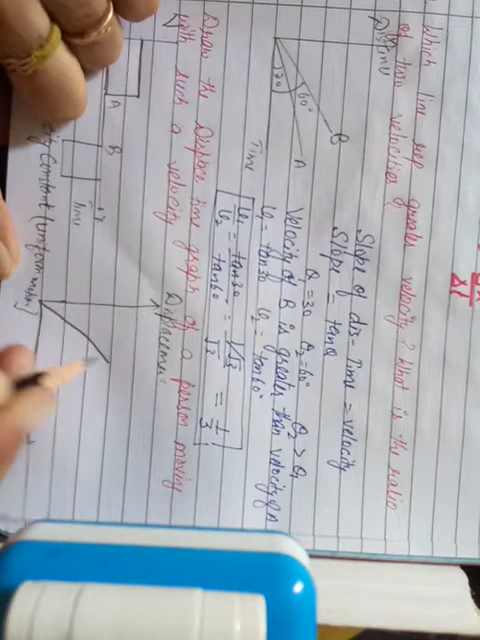 Which line rep greater velocity? What is the ratio
of two velocities
Slope of dis-Time = velocity
Slope = tanθ
θ₁ = 30 θ₂ = 60° θ₂ > θ₁
Velocity of B is greater than velocity of A
v₁ = tan30 v₂ = tan60°
v₁/v₂ = tan30/tan60 = 1/√3/√3 = 1/3
B
A
60°
30
Time
Draw the Displace time graph of a person moving
with such a velocity
Displacement
A
B
Time
Constant (uniform motion)
t